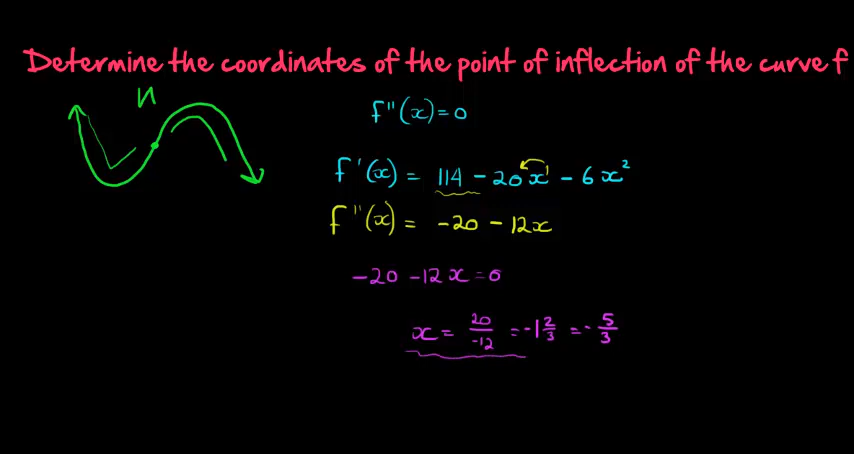 Determine the coordinates of the point of inflection of the curve f
f''(x)=0
f'(x) = 114 - 20x¹ - 6x²
f''(x) = -20 - 12x
-20 -12x=0
x = 20/-12 = -1 2/3 = - 5/3